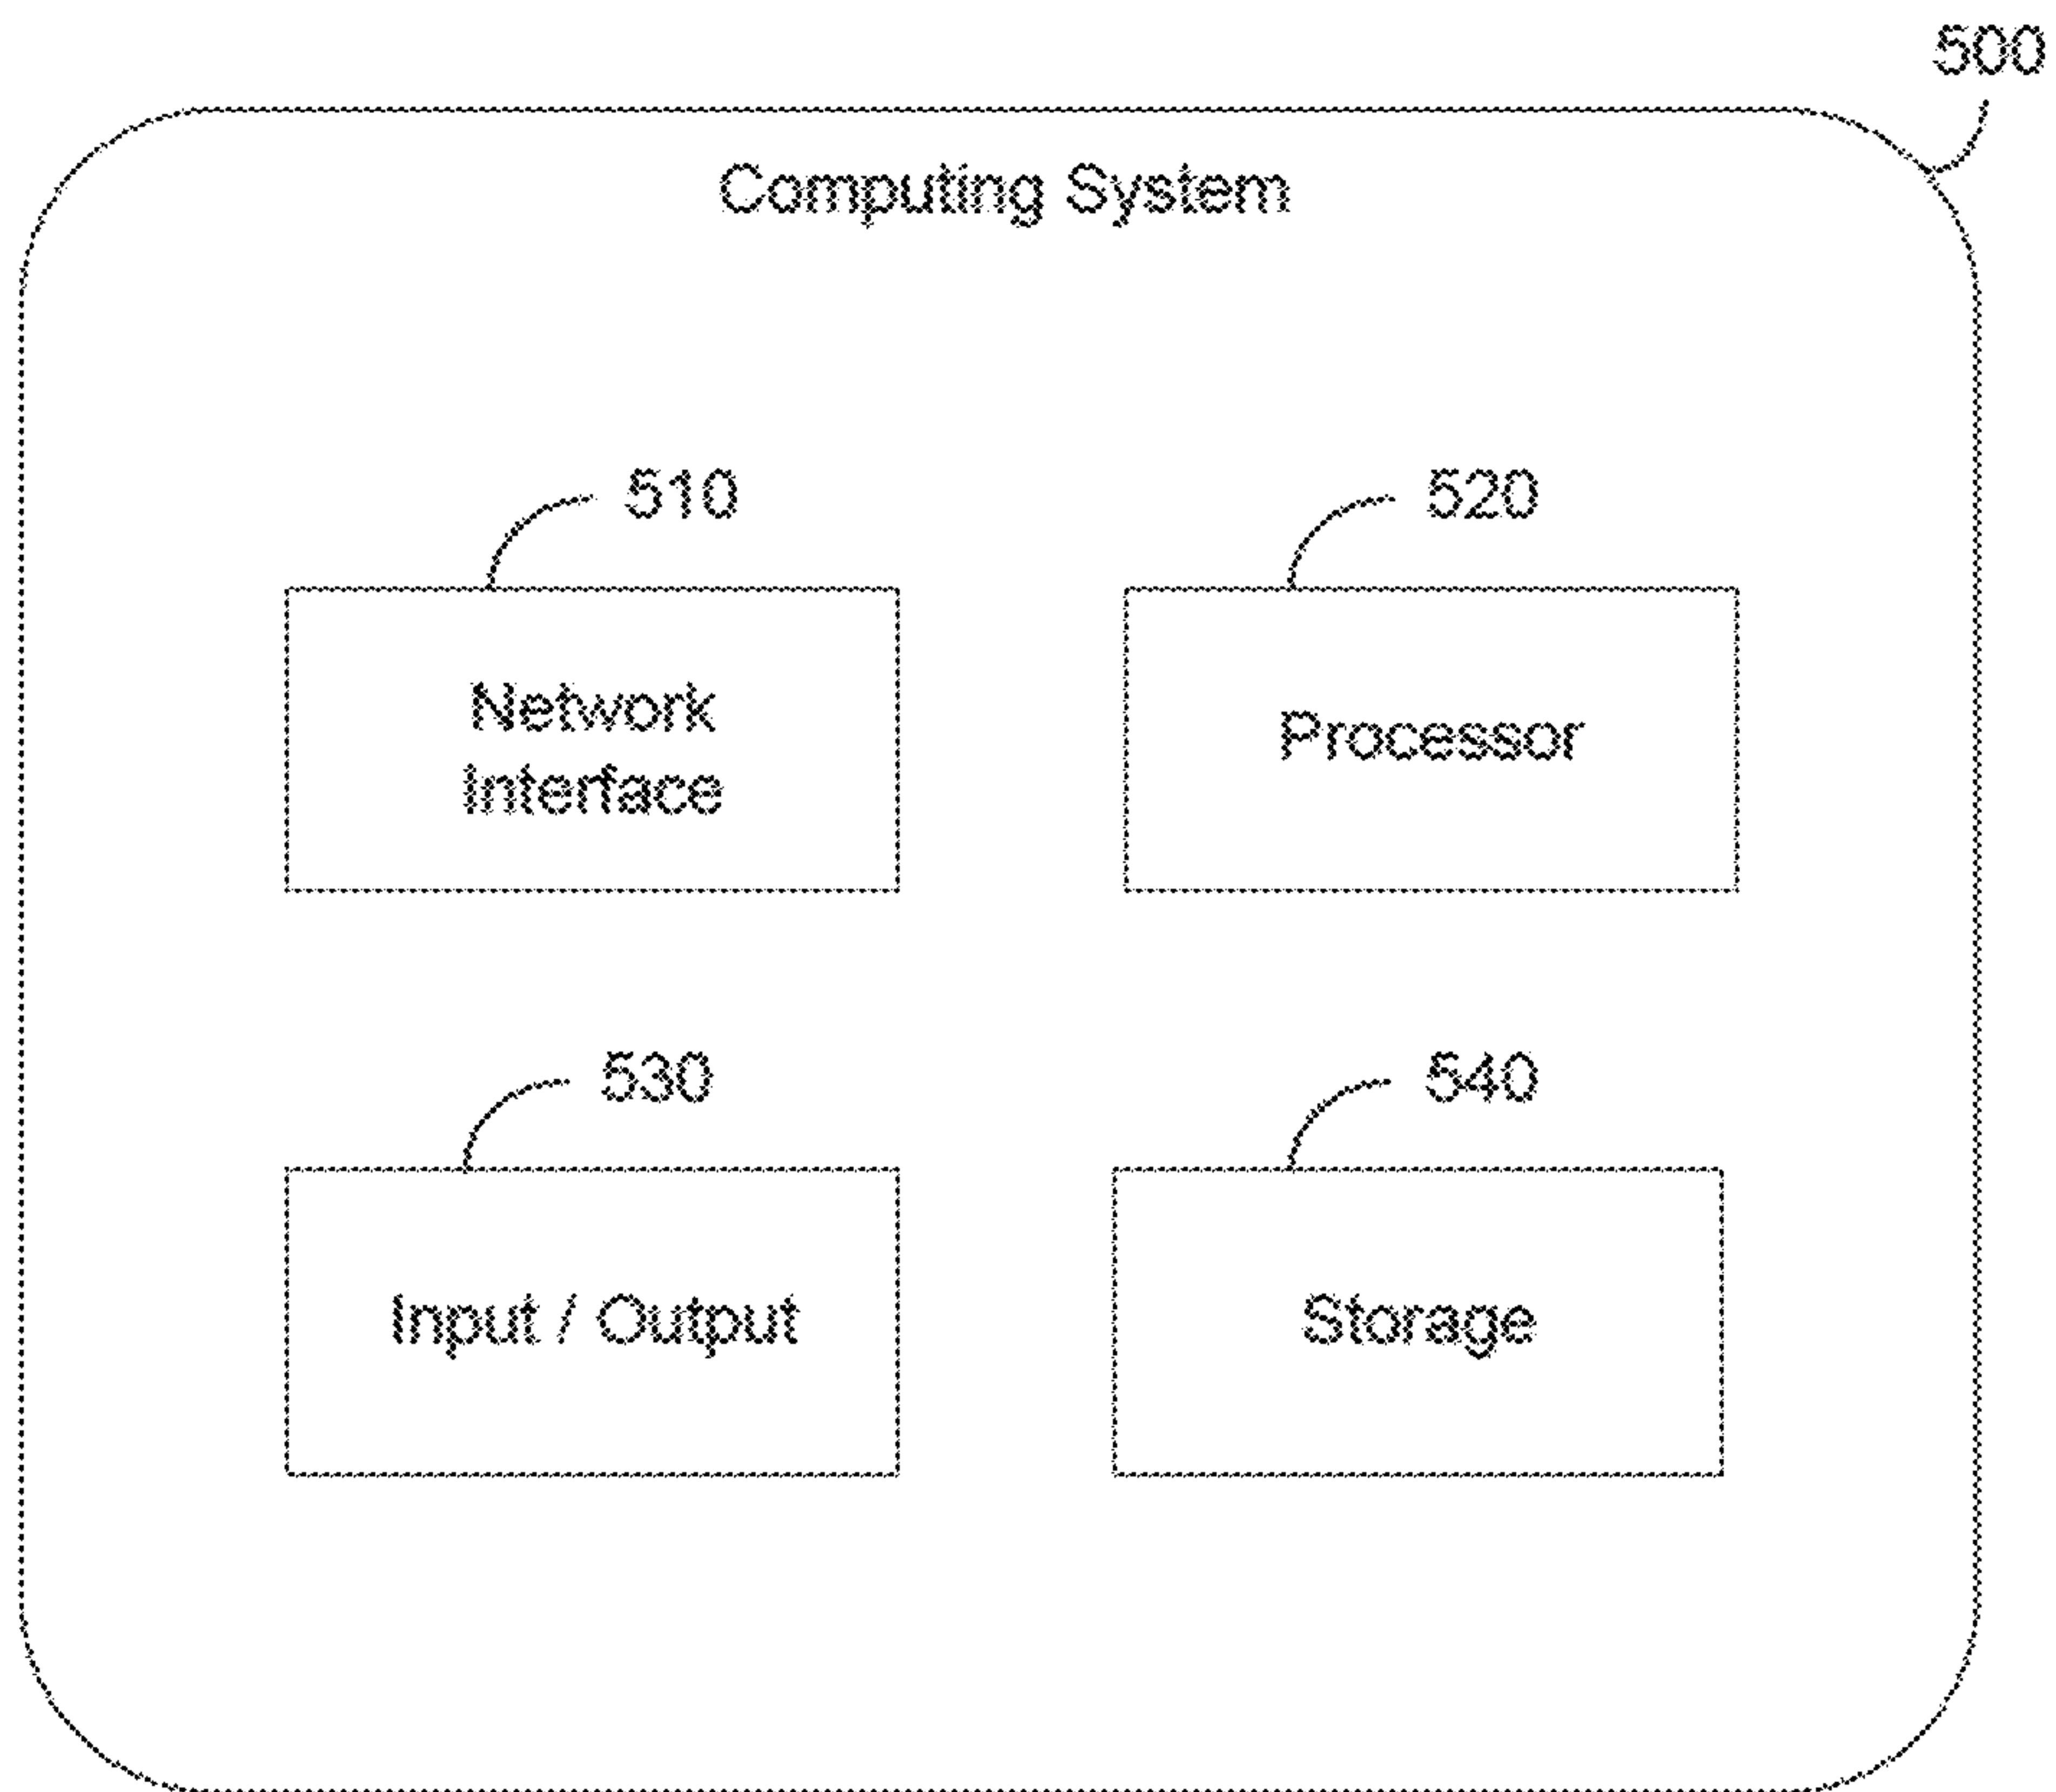 500
Computing System
510
520
Network
Interface
Processor
530
540
Input / Output
Storage